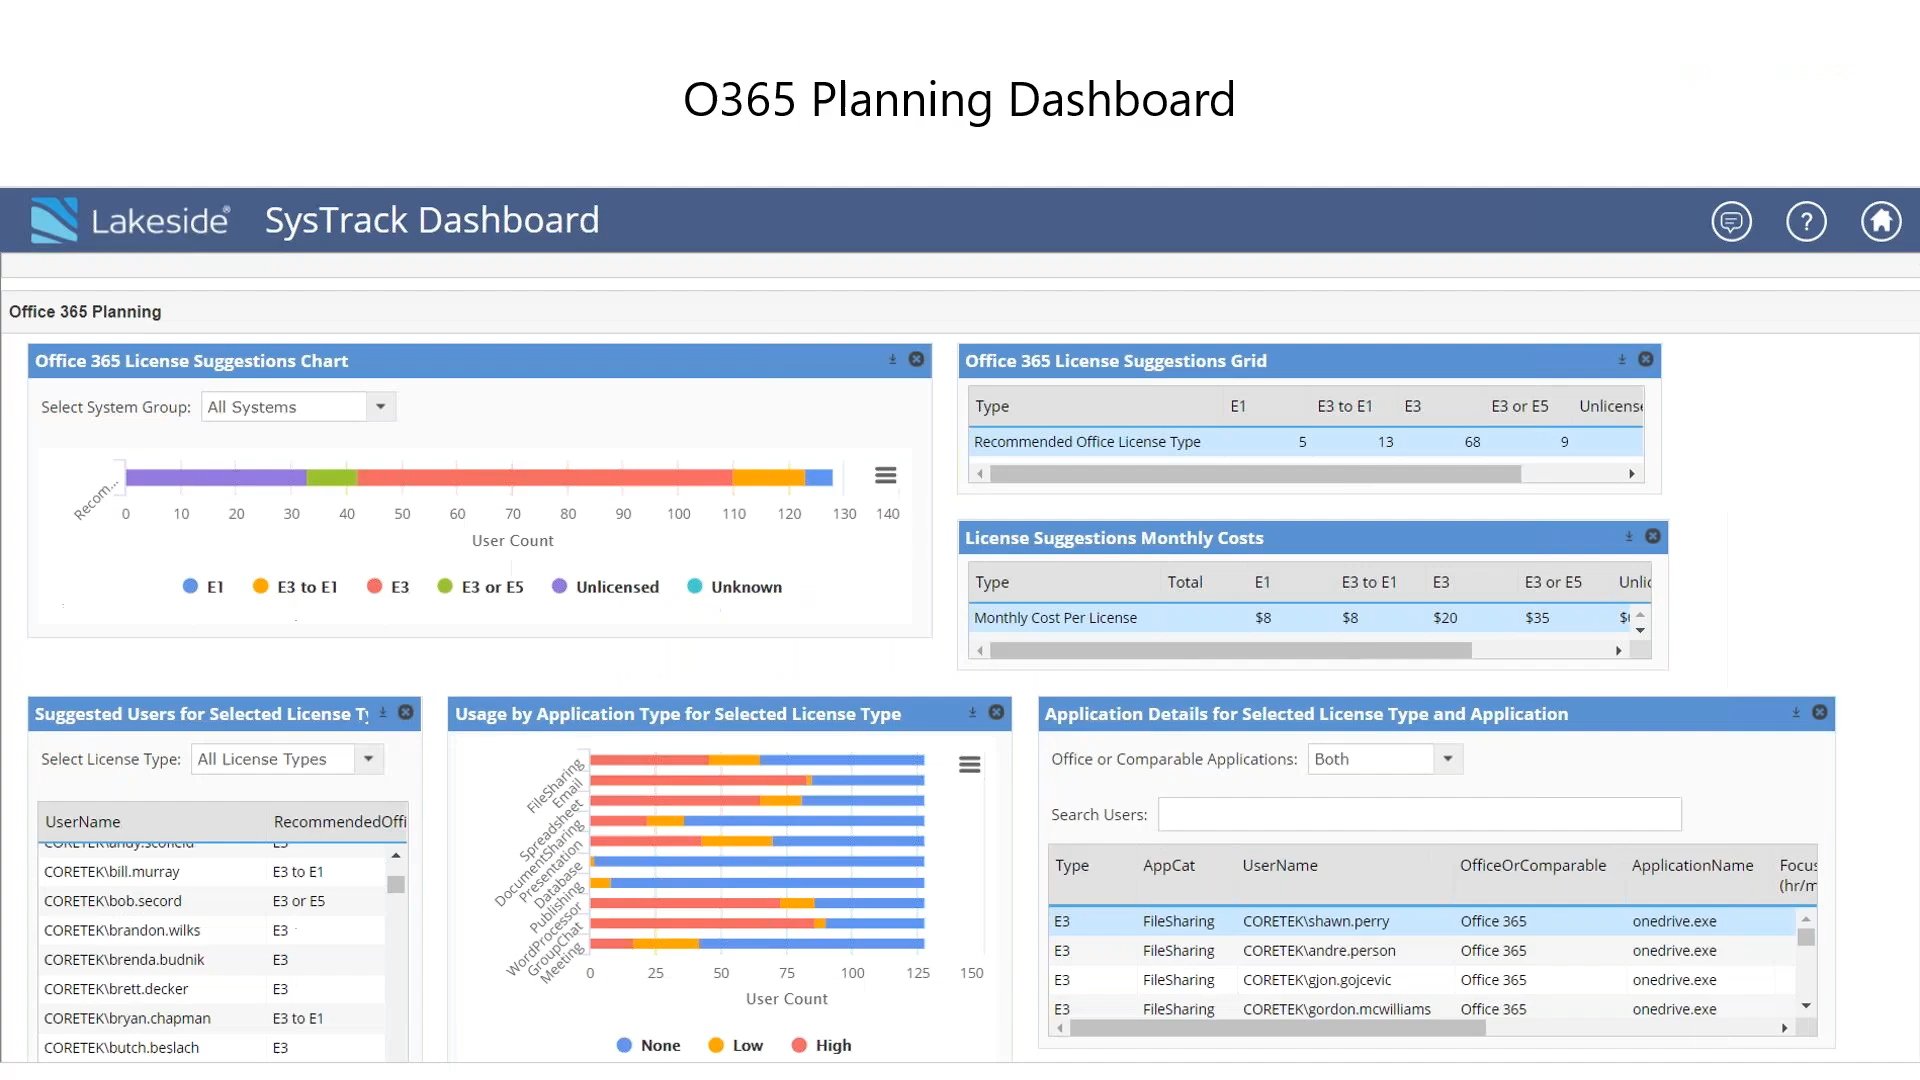 O365 Planning Dashboard
Lakeside® SysTrack Dashboard
?
Office 365 Planning
Office 365 License Suggestions Chart
Select System Group: All Systems
Recom...
0 10 20 30 40 50 60 70 80 90 100 110 120 130 140
User Count
E1 E3 to E1 E3 E3 or E5 Unlicensed Unknown
Office 365 License Suggestions Grid
Type E1 E3 to E1 E3 E3 or E5
Recommended Office License Type 5 13 68 9
License Suggestions Monthly Costs
Type Total E1 E3 to E1 E3 E3 or E5
Monthly Cost Per License $8 $8 $20 $35
Suggested Users for Selected License
Select License Type: All License Types
UserName RecommendedOffi
CORETEK\bill.murray E3 to E1
CORETEK\bob.secord E3 or E5
CORETEK\brandon.wilks E3
CORETEK\brenda.budnik E3
CORETEK\brett.decker E3
CORETEK\bryan.chapman E3 to E1
CORETEK\butch.beslach E3
Usage by Application Type for Selected License Type
FileSharing
Email
Spreadsheet
DocumentSharing
Presentation
Database
Publishing
WordProcessor
GroupChat
Meeting
0 25 50 75 100 125 150
User Count
None Low High
Application Details for Selected License Type and Application
Office or Comparable Applications: Both
Search Users:
Type AppCat UserName OfficeOrComparable ApplicationName Focus
(hr/m
E3 FileSharing CORETEK\shawn.perry Office 365 onedrive.exe
E3 FileSharing CORETEK\andre.person Office 365 onedrive.exe
E3 FileSharing CORETEK\gjon.gojcevic Office 365 onedrive.exe
E3 FileSharing CORETEK\gordon.mcwilliams Office 365 onedrive.exe